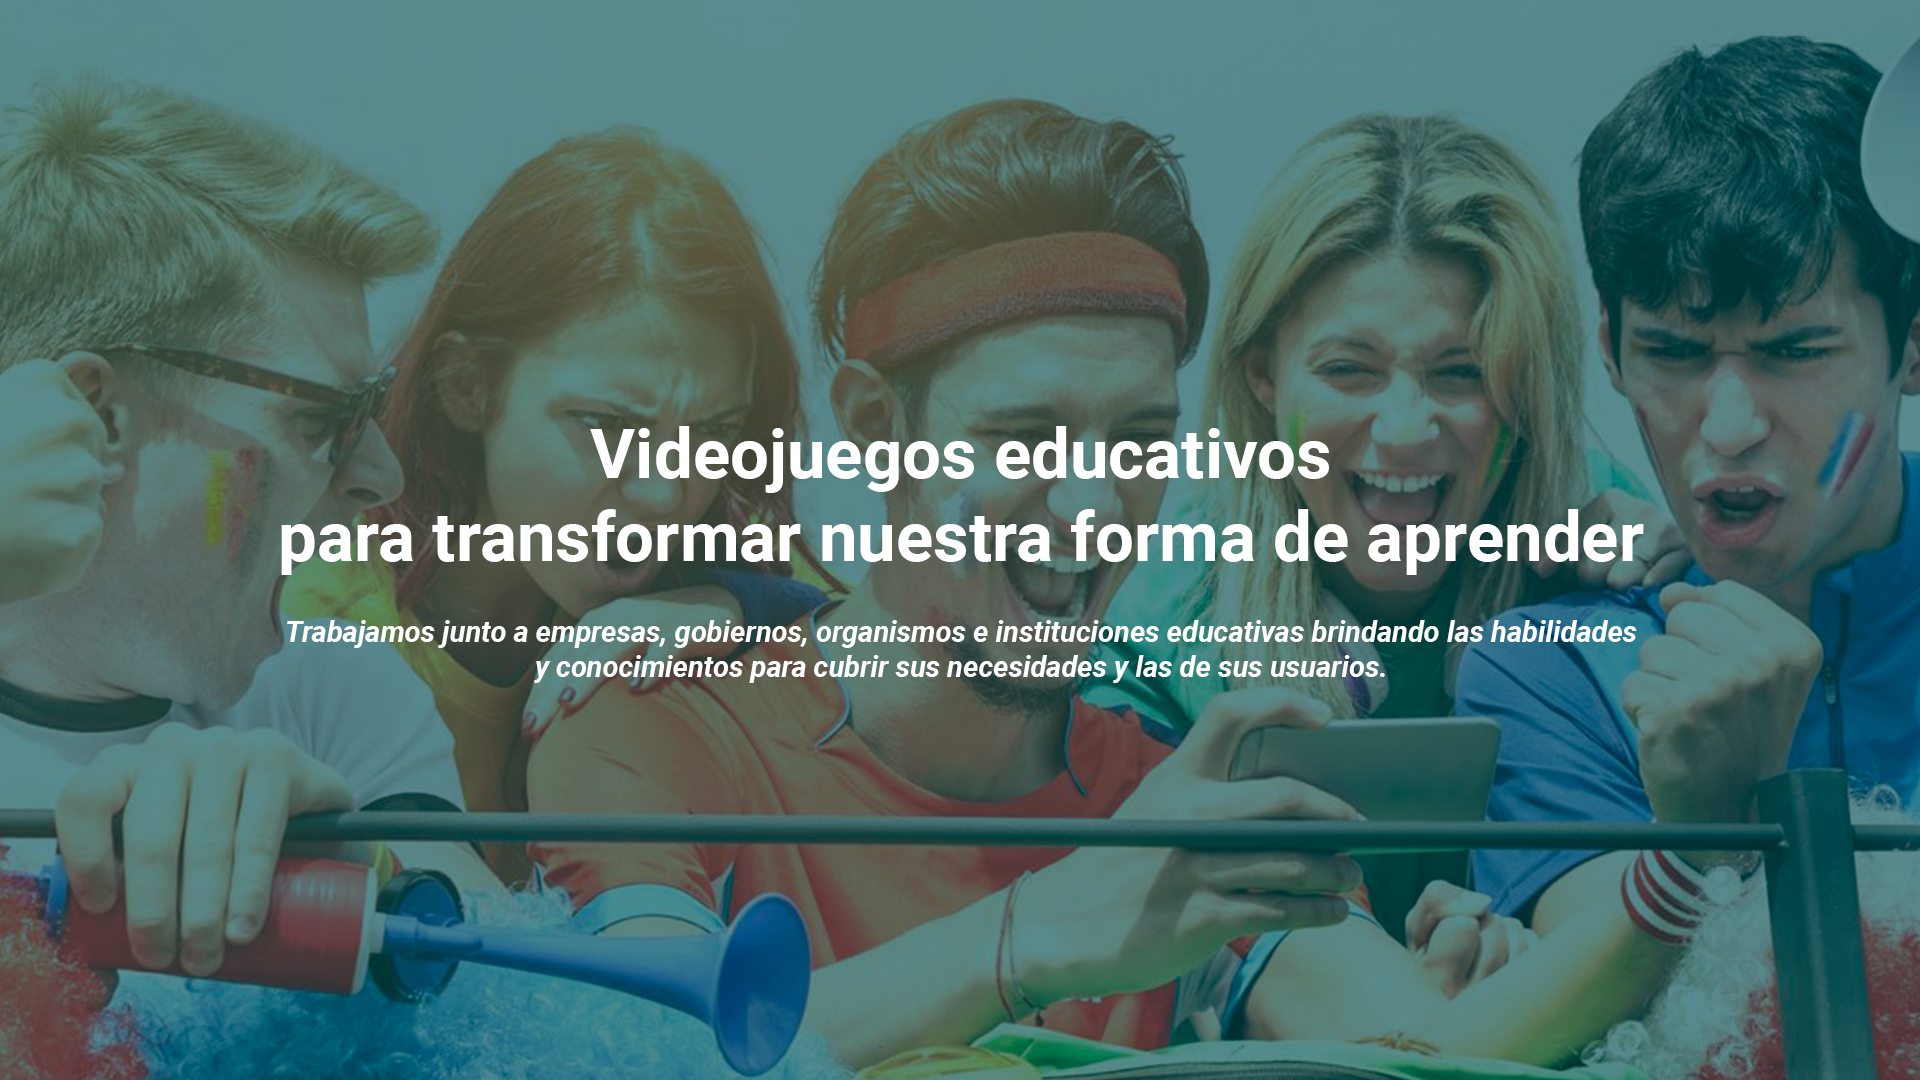 Videojuegos educativos
para transformar nuestra forma de aprender
Trabajamos junto a empresas, gobiernos, organismos e instituciones educativas brindando las habilidades
y conocimientos para cubrir sus necesidades y las de sus usuarios.